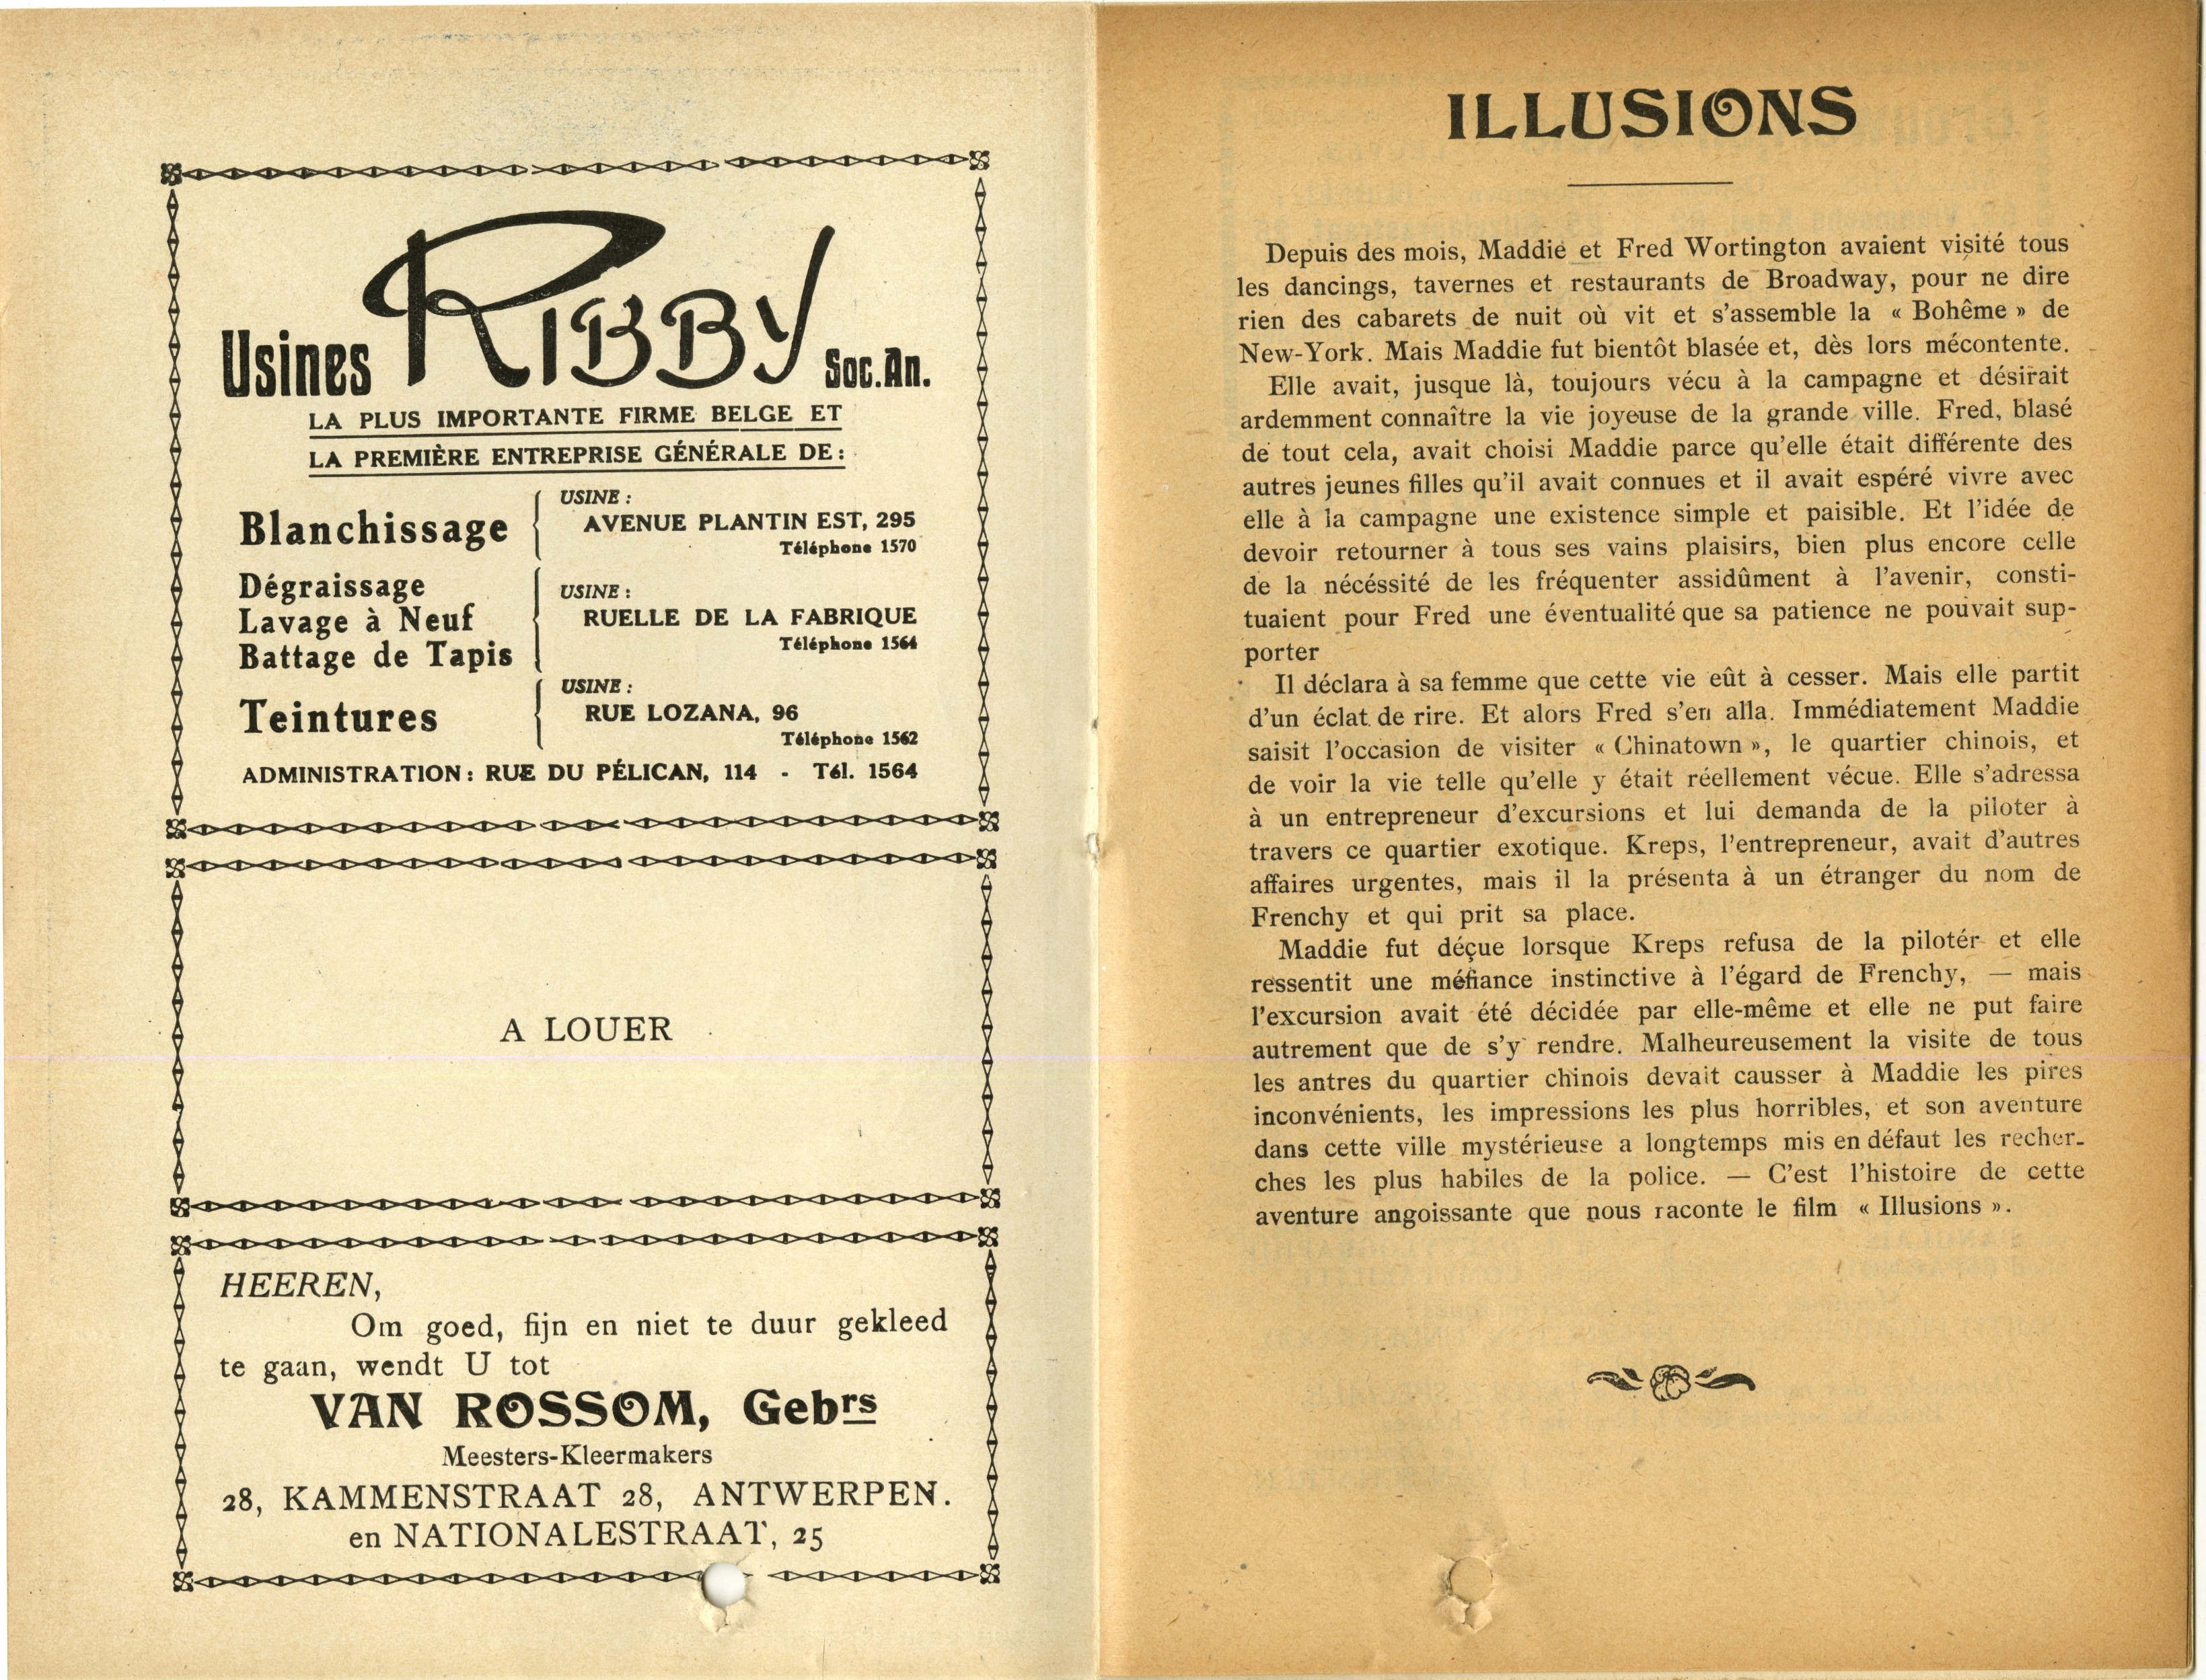 Usines RIBBY Soc.An.
LA PLUS IMPORTANTE FIRME BELGE ET
LA PREMIÈRE ENTREPRISE GÉNÉRALE DE:
Blanchissage
USINE :
AVENUE PLANTIN EST, 295
Téléphone 1570
Dégraissage
Lavage à Neuf
Battage de Tapis
USINE :
RUELLE DE LA FABRIQUE
Téléphone 1564
Teintures
USINE :
RUE LOZANA, 96
Téléphone 1562
ADMINISTRATION: RUE DU PÉLICAN, 114 - Tél. 1564
A LOUER
HEEREN,
Om goed, fijn en niet te duur gekleed
te gaan, wendt U tot
VAN ROSSOM, Gebrs
Meesters-Kleermakers
28, KAMMENSTRAAT 28, ANTWERPEN.
en NATIONALESTRAAT, 25
ILLUSIONS
Depuis des mois, Maddie et Fred Wortington avaient visité tous
les dancings, tavernes et restaurants de Broadway, pour ne dire
rien des cabarets de nuit où vit et s'assemble la « Bohême » de
New-York. Mais Maddie fut bientôt blasée et, dès lors mécontente.
Elle avait, jusque là, toujours vécu à la campagne et désirait
ardemment connaître la vie joyeuse de la grande ville. Fred, blasé
de tout cela, avait choisi Maddie parce qu'elle était différente des
autres jeunes filles qu'il avait connues et il avait espéré vivre avec
elle à la campagne une existence simple et paisible. Et l'idée de
devoir retourner à tous ses vains plaisirs, bien plus encore celle
de la nécéssité de les fréquenter assidûment à l'avenir, consti-
tuaient pour Fred une éventualité que sa patience ne pouvait sup-
porter
Il déclara à sa femme que cette vie eût à cesser. Mais elle partit
d'un éclat de rire. Et alors Fred s'en alla. Immédiatement Maddie
saisit l'occasion de visiter « Chinatown », le quartier chinois, et
de voir la vie telle qu'elle y était réellement vécue. Elle s'adressa
à un entrepreneur d'excursions et lui demanda de la piloter à
travers ce quartier exotique. Kreps, l'entrepreneur, avait d'autres
affaires urgentes, mais il la présenta à un étranger du nom de
Frenchy et qui prit sa place.
Maddie fut déçue lorsque Kreps refusa de la pilotér et elle
ressentit une méfiance instinctive à l'égard de Frenchy, — mais
l'excursion avait été décidée par elle-même et elle ne put faire
autrement que de s'y rendre. Malheureusement la visite de tous
les antres du quartier chinois devait causser à Maddie les pires
inconvénients, les impressions les plus horribles, et son aventure
dans cette ville mystérieuse a longtemps mis en défaut les recher-
ches les plus habiles de la police. — C'est l'histoire de cette
aventure angoissante que nous raconte le film « Illusions ».